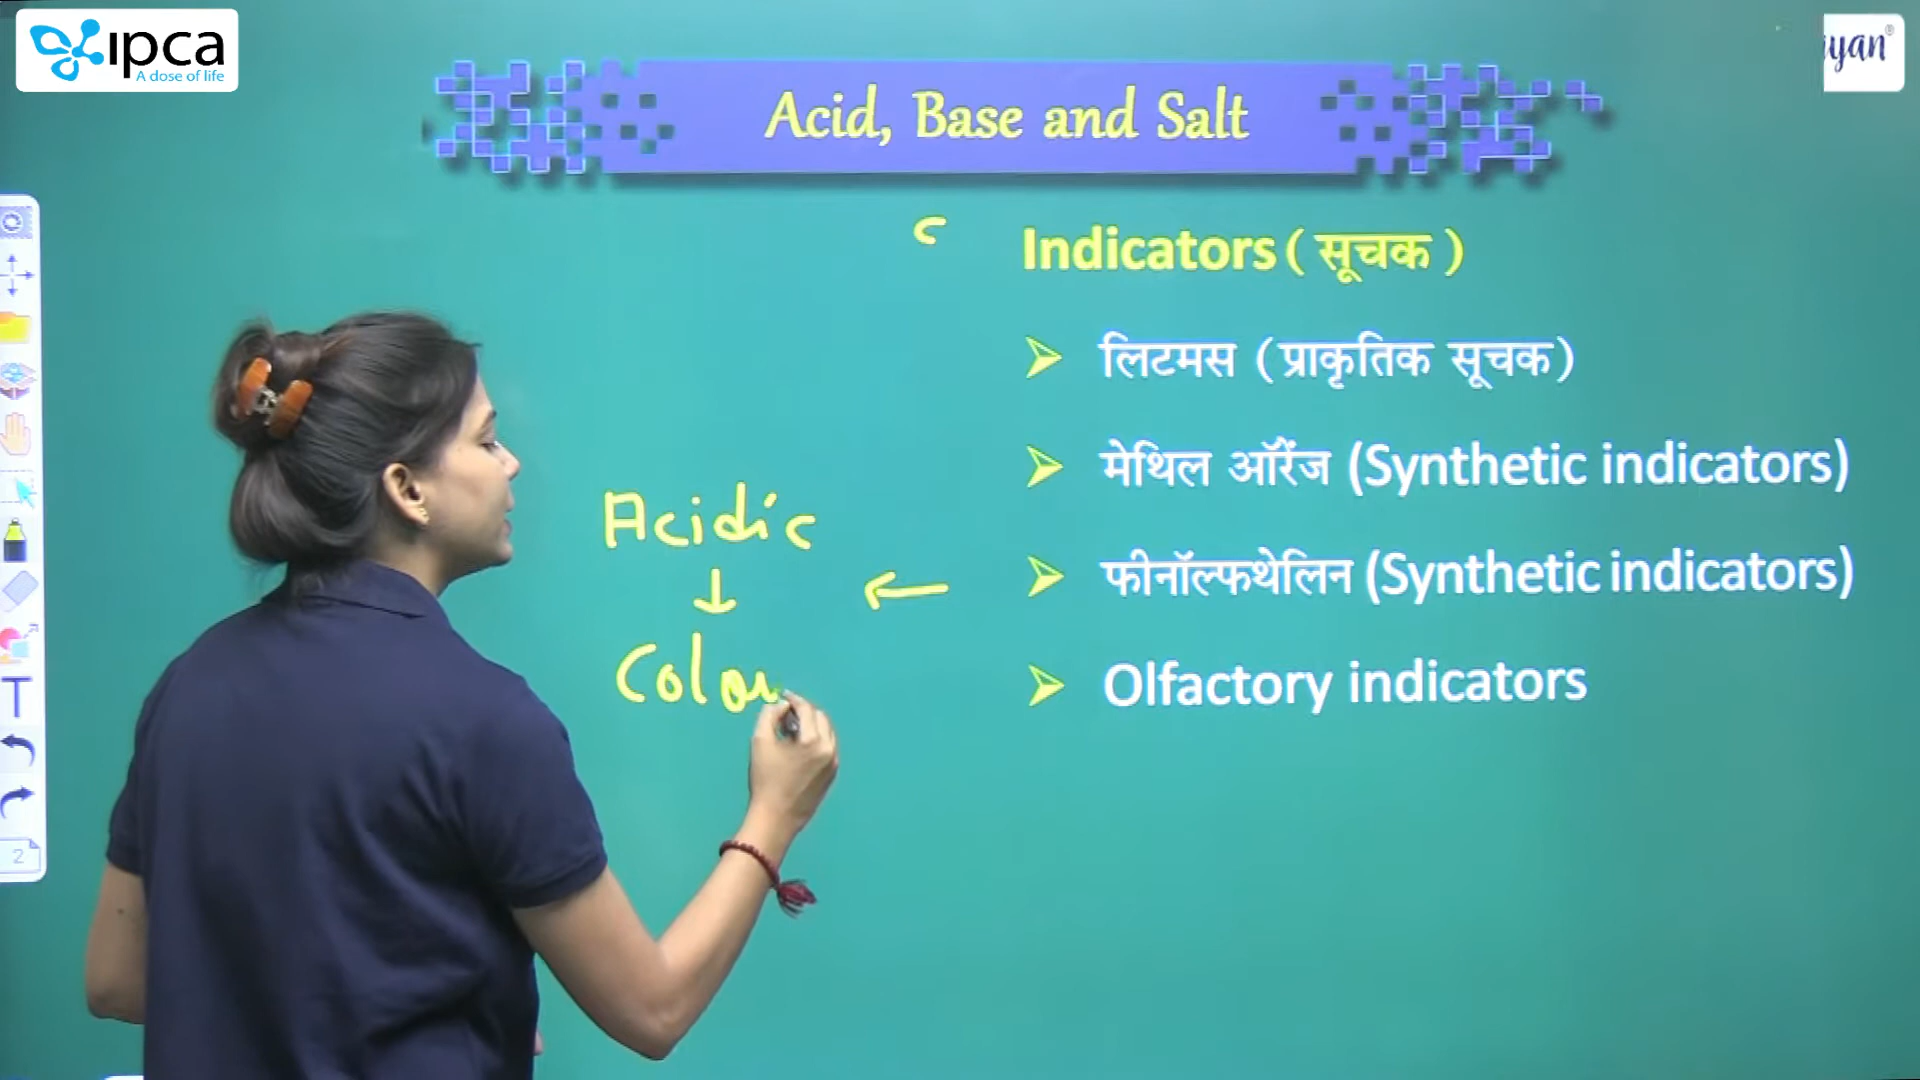 ipca
A dose of life
yan®
Acid, Base and Salt
Indicators ( सूचक )
लिटमस (प्राकृतिक सूचक)
मेथिल ऑरेंज (Synthetic indicators)
Acidic
फीनॉल्फथेलिन (Synthetic indicators)
Colou
Olfactory indicators
2